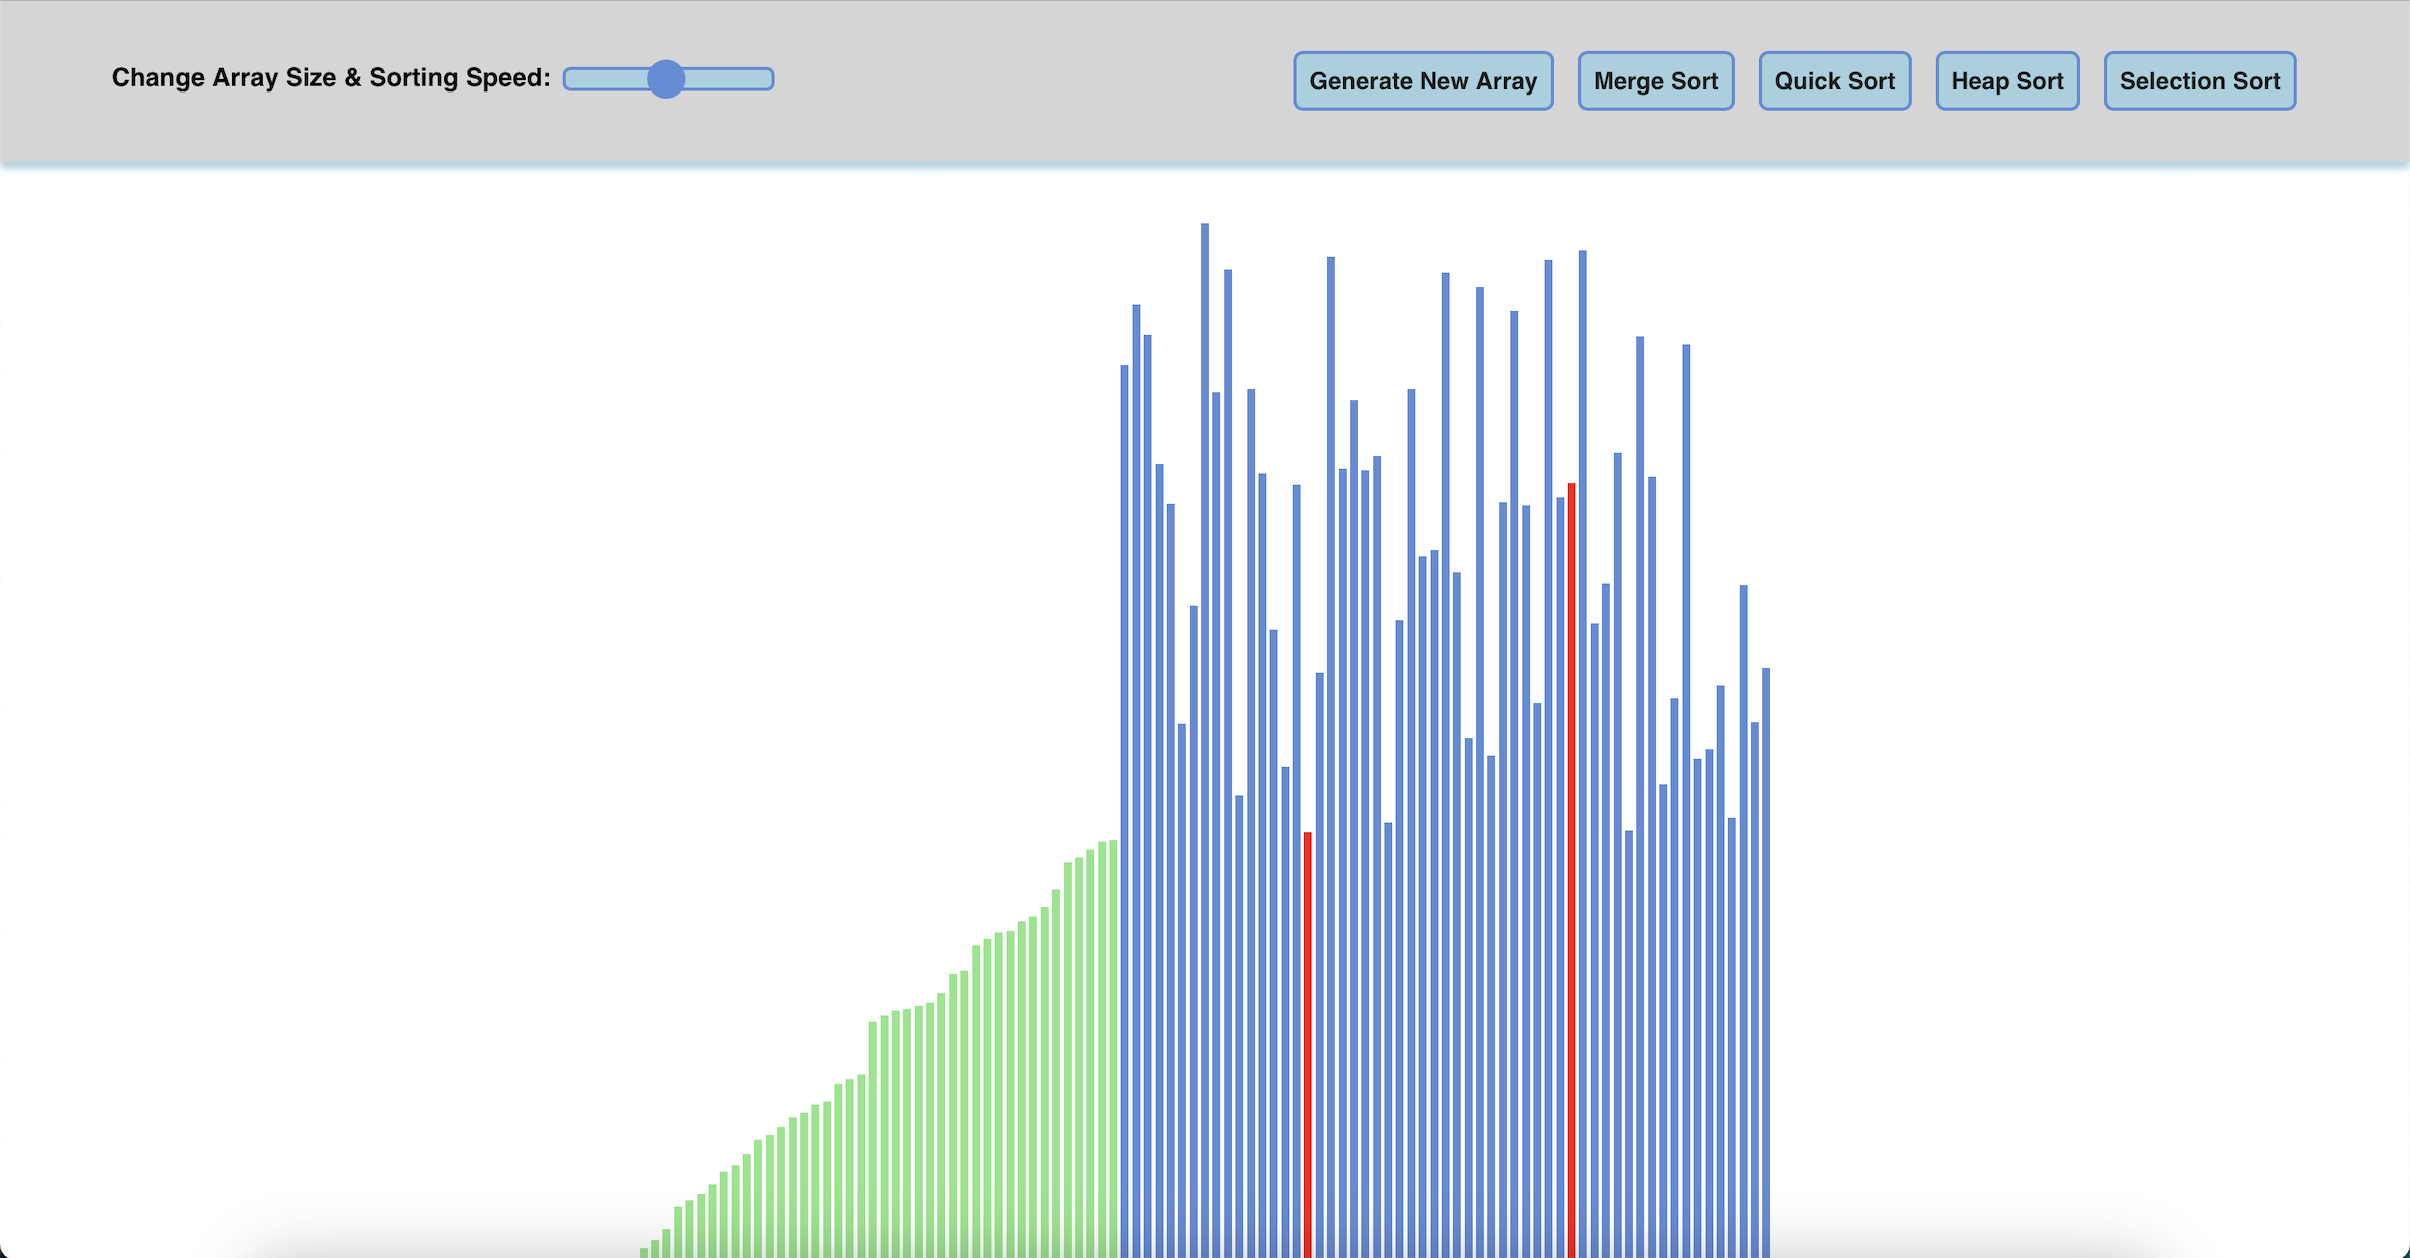 Change Array Size & Sorting Speed:
Generate New Array
Merge Sort
Quick Sort
Heap Sort
Selection Sort